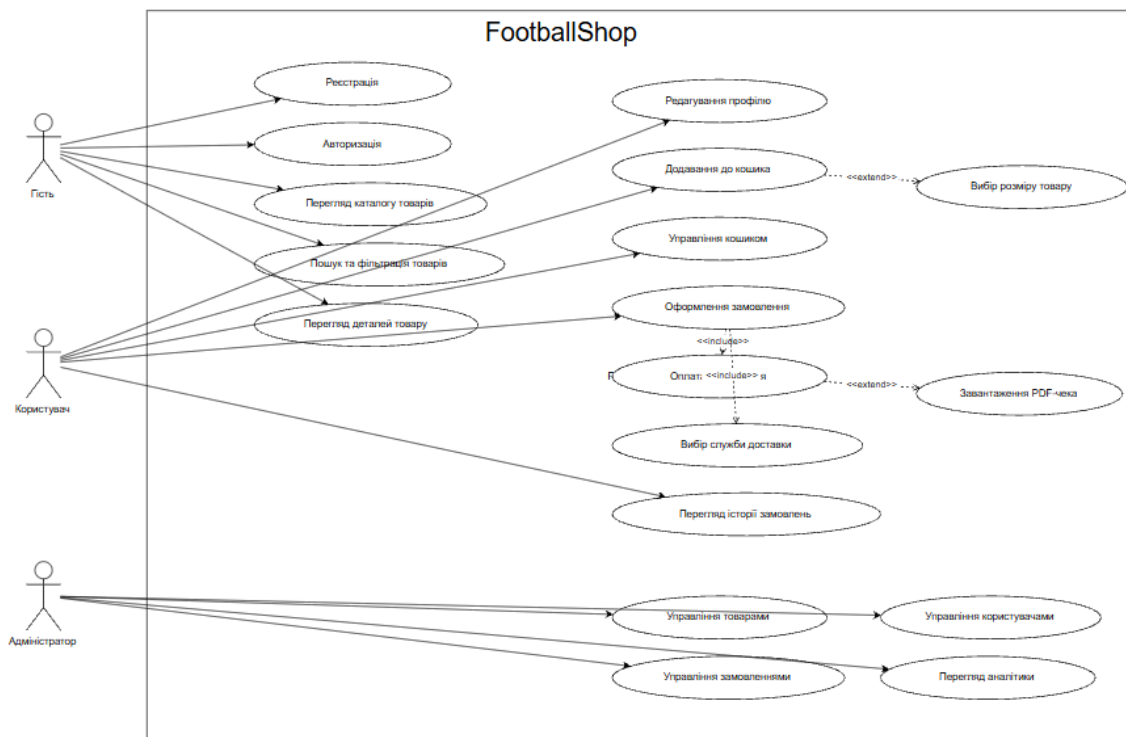 FootballShop
Реєстрація
Редагування профілю
Гість
Авторизація
Додавання до кошика
<<extend>>
Вибір розміру товару
Перегляд каталогу товарів
Управління кошиком
Пошук та фільтрація товарів
Оформлення замовлення
Перегляд деталей товару
<<include>>
Користувач
<<include>>
<<extend>>
Завантаження PDF-чека
Вибір служби доставки
Перегляд історії замовлень
Адміністратор
Управління товарами
Управління користувачами
Управління замовленнями
Перегляд аналітики